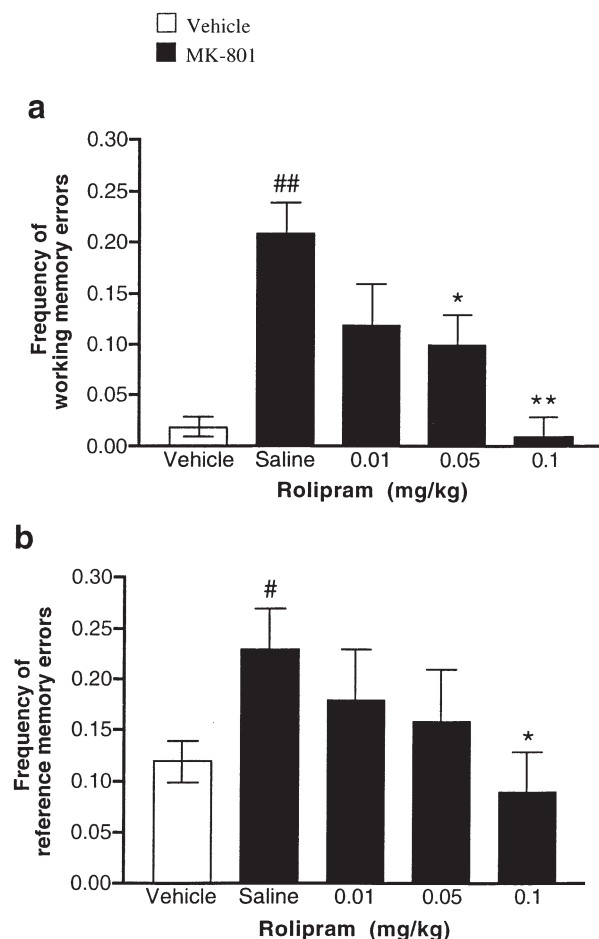 Vehicle
MK-801
a
Frequency of
working memory errors
0.30
0.25
0.20
0.15
0.10
0.05
0.00
##
*
**
Vehicle Saline 0.01 0.05 0.1
Rolipram (mg/kg)
b
Frequency of
reference memory errors
0.30
0.25
0.20
0.15
0.10
0.05
0.00
#
*
Vehicle Saline 0.01 0.05 0.1
Rolipram (mg/kg)